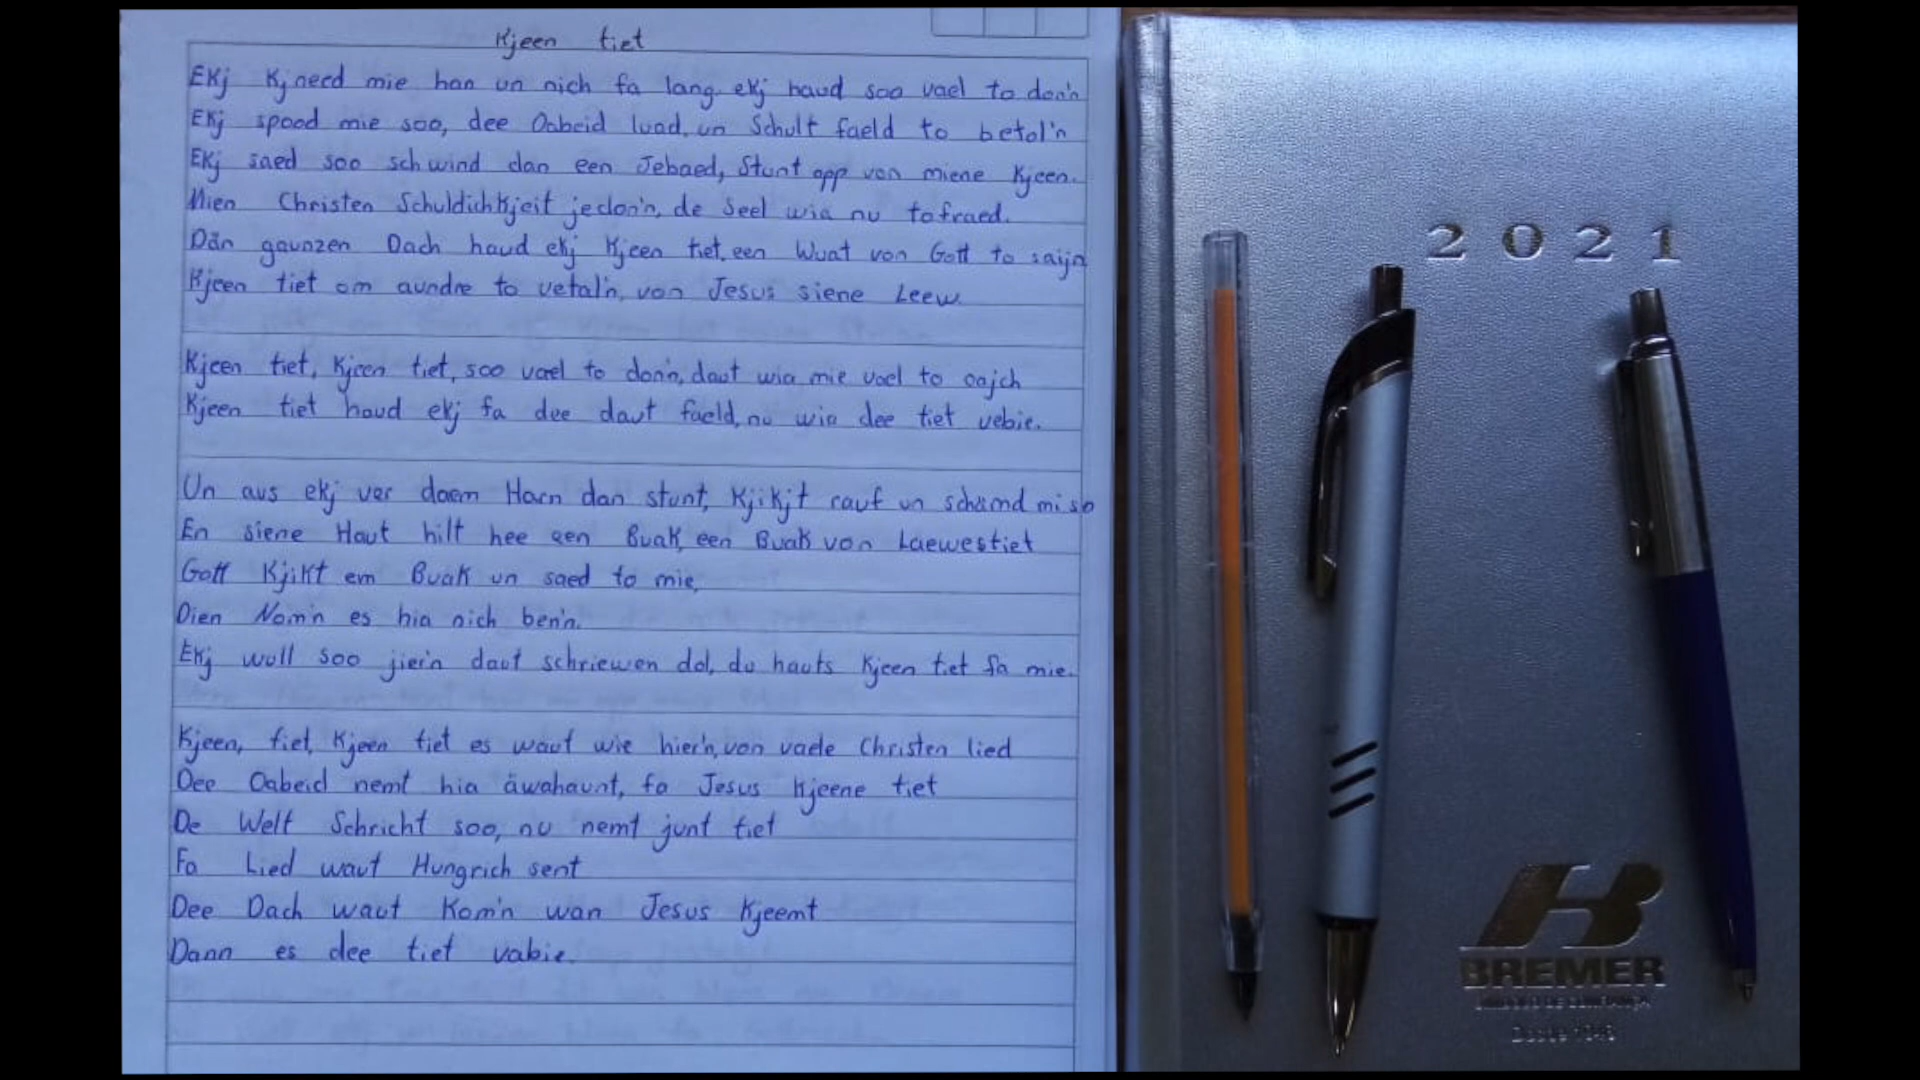 Kjeen tiet
Ekj Kjneed mie han un nich fa lang, ekj haud soo vael to doo'n
Ekj spood mie soo, dee Oabeid luad, un Schult faeld to betol'n
Ekj saed soo schwind dan een Jebaed, Stunt opp von miene Kjeen.
Mien Christen Schuldichkjeit jedon'n, de Seel wia nu tofraed.
Dän gaunzen Dach haud ekj Kjeen tiet, een Wuat von Gott to saijn
Kjeen tiet om aundre to vetal'n, von Jesus siene Leew
Kjeen tiet, Kjeen tiet, soo vael to doo'n, daut wia mie vael to oajch
Kjeen tiet haud ekj fa dee daut faeld, nu wia dee tiet vebie.
Un aus ekj ver daem Harn dan stunt, Kjikjt rauf un schämd mi so
En siene Haut hilt hee een Buak, een Buak von Laewestiet
Gott Kjikt em Buak un saed to mie,
Dien Nom'n es hia nich ben'n.
Ekj wull soo jier'n daut schriewen dol, du hauts Kjeen tiet fa mie.
Kjeen, tiet, Kjeen tiet es waut wie hier'n, von vaele Christen lied
Dee Oabeid nemt hia äwahaunt, fa Jesus Kjeene tiet
De Welt Schricht soo, nu nemt junt tiet
Fa Lied waut Hungrich sent
Dee Dach waut Kom'n wan Jesus Kjeemt
Dann es dee tiet vabie.
2021
BREMER